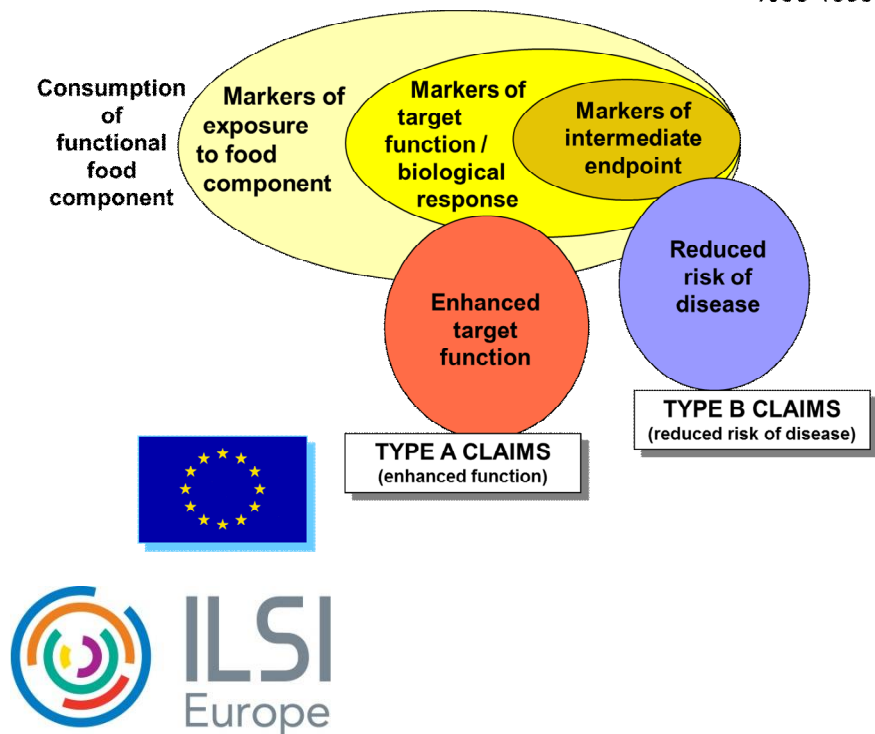 Consumption
of
functional
food
component
Markers of
exposure
to food
component
Markers of
target
function /
biological
response
Markers of
intermediate
endpoint
Enhanced
target
function
Reduced
risk of
disease
TYPE A CLAIMS
(enhanced function)
TYPE B CLAIMS
(reduced risk of disease)
ILSI
Europe